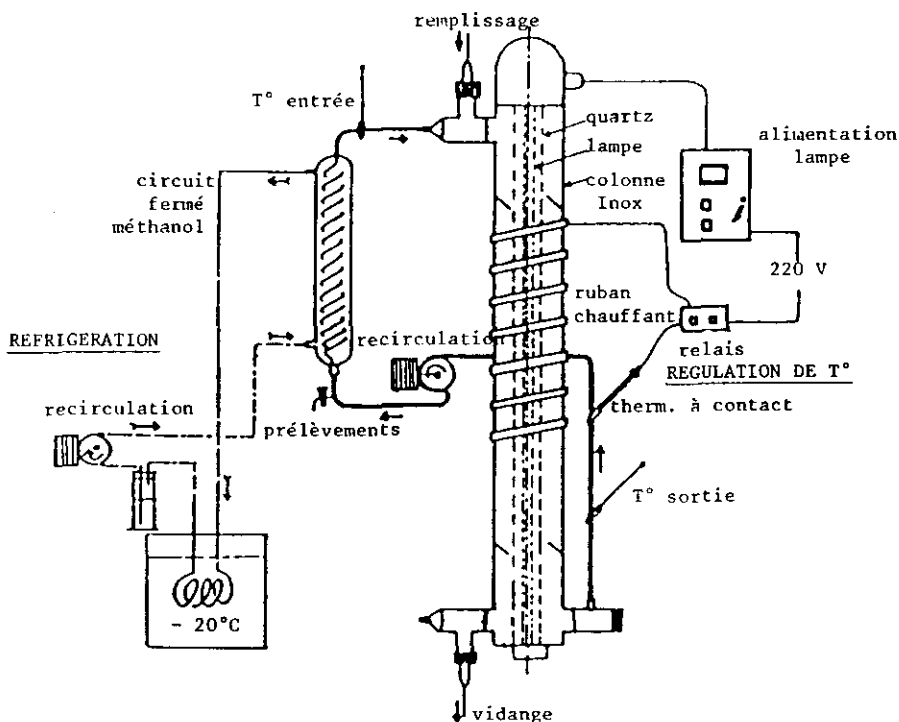 remplissage
T° entrée
quartz
lampe
alimentation
lampe
colonne
Inox
circuit
fermé
méthanol
220 V
ruban
chauffant
REFRIGERATION
recirculation
relais
REGULATION DE T°
recirculation
therm. à contact
prélèvements
T° sortie
- 20°C
vidange